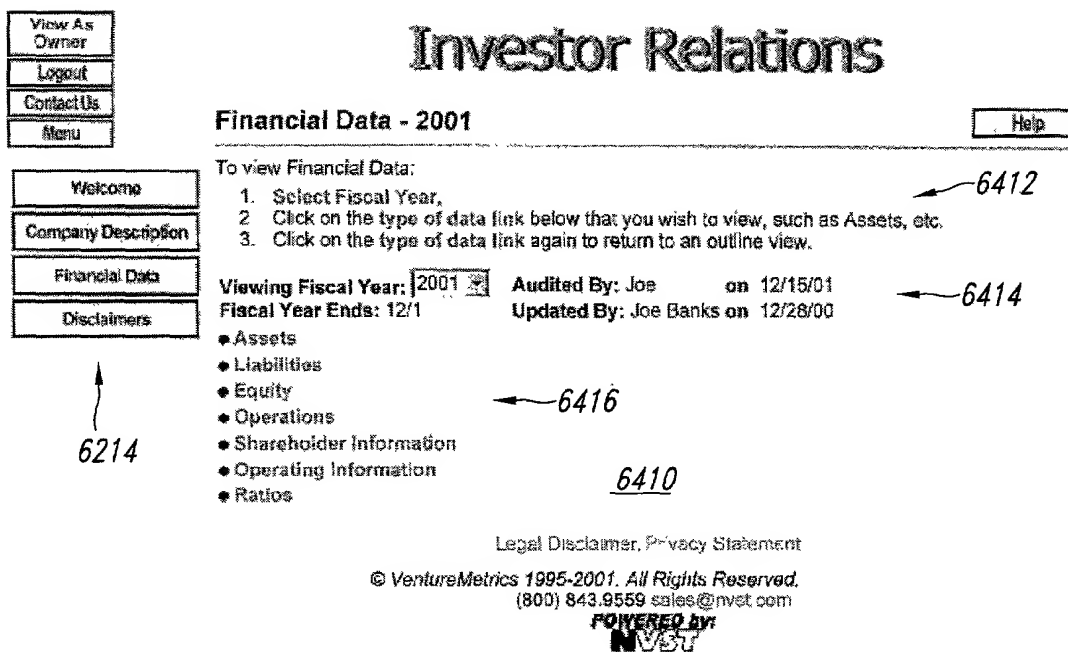 View As Owner
Logout
Contact Us
Menu
Investor Relations
Financial Data - 2001
Help
Welcome
Company Description
Financial Data
Disclaimers
6214
To view Financial Data:
1. Select Fiscal Year,
2 Click on the type of data link below that you wish to view, such as Assets, etc.
3. Click on the type of data link again to return to an outline view.
6412
Viewing Fiscal Year: 2001 Audited By: Joe on 12/15/01
Fiscal Year Ends: 12/1 Updated By: Joe Banks on 12/28/00
6414
• Assets
• Liabilities
• Equity
• Operations
• Shareholder Information
• Operating Information
• Ratios
6416
6410
Legal Disclaimer, Privacy Statement
© VentureMetrics 1995-2001. All Rights Reserved.
(800) 843.9559 sales@nvst.com
POWERED by:
NVST